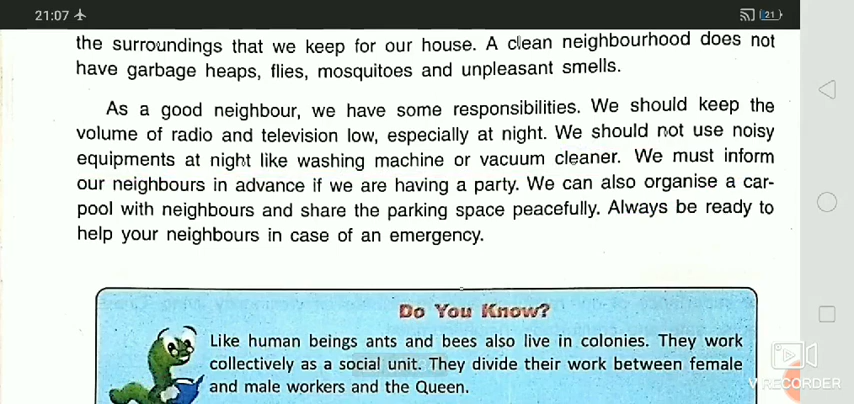 21:07
21
the surroundings that we keep for our house. A clean neighbourhood does not
have garbage heaps, flies, mosquitoes and unpleasant smells.
As a good neighbour, we have some responsibilities. We should keep the
volume of radio and television low, especially at night. We should not use noisy
equipments at night like washing machine or vacuum cleaner. We must inform
our neighbours in advance if we are having a party. We can also organise a car-
pool with neighbours and share the parking space peacefully. Always be ready to
help your neighbours in case of an emergency.
Do You Know?
Like human beings ants and bees also live in colonies. They work
collectively as a social unit. They divide their work between female
and male workers and the Queen.
RECORDER